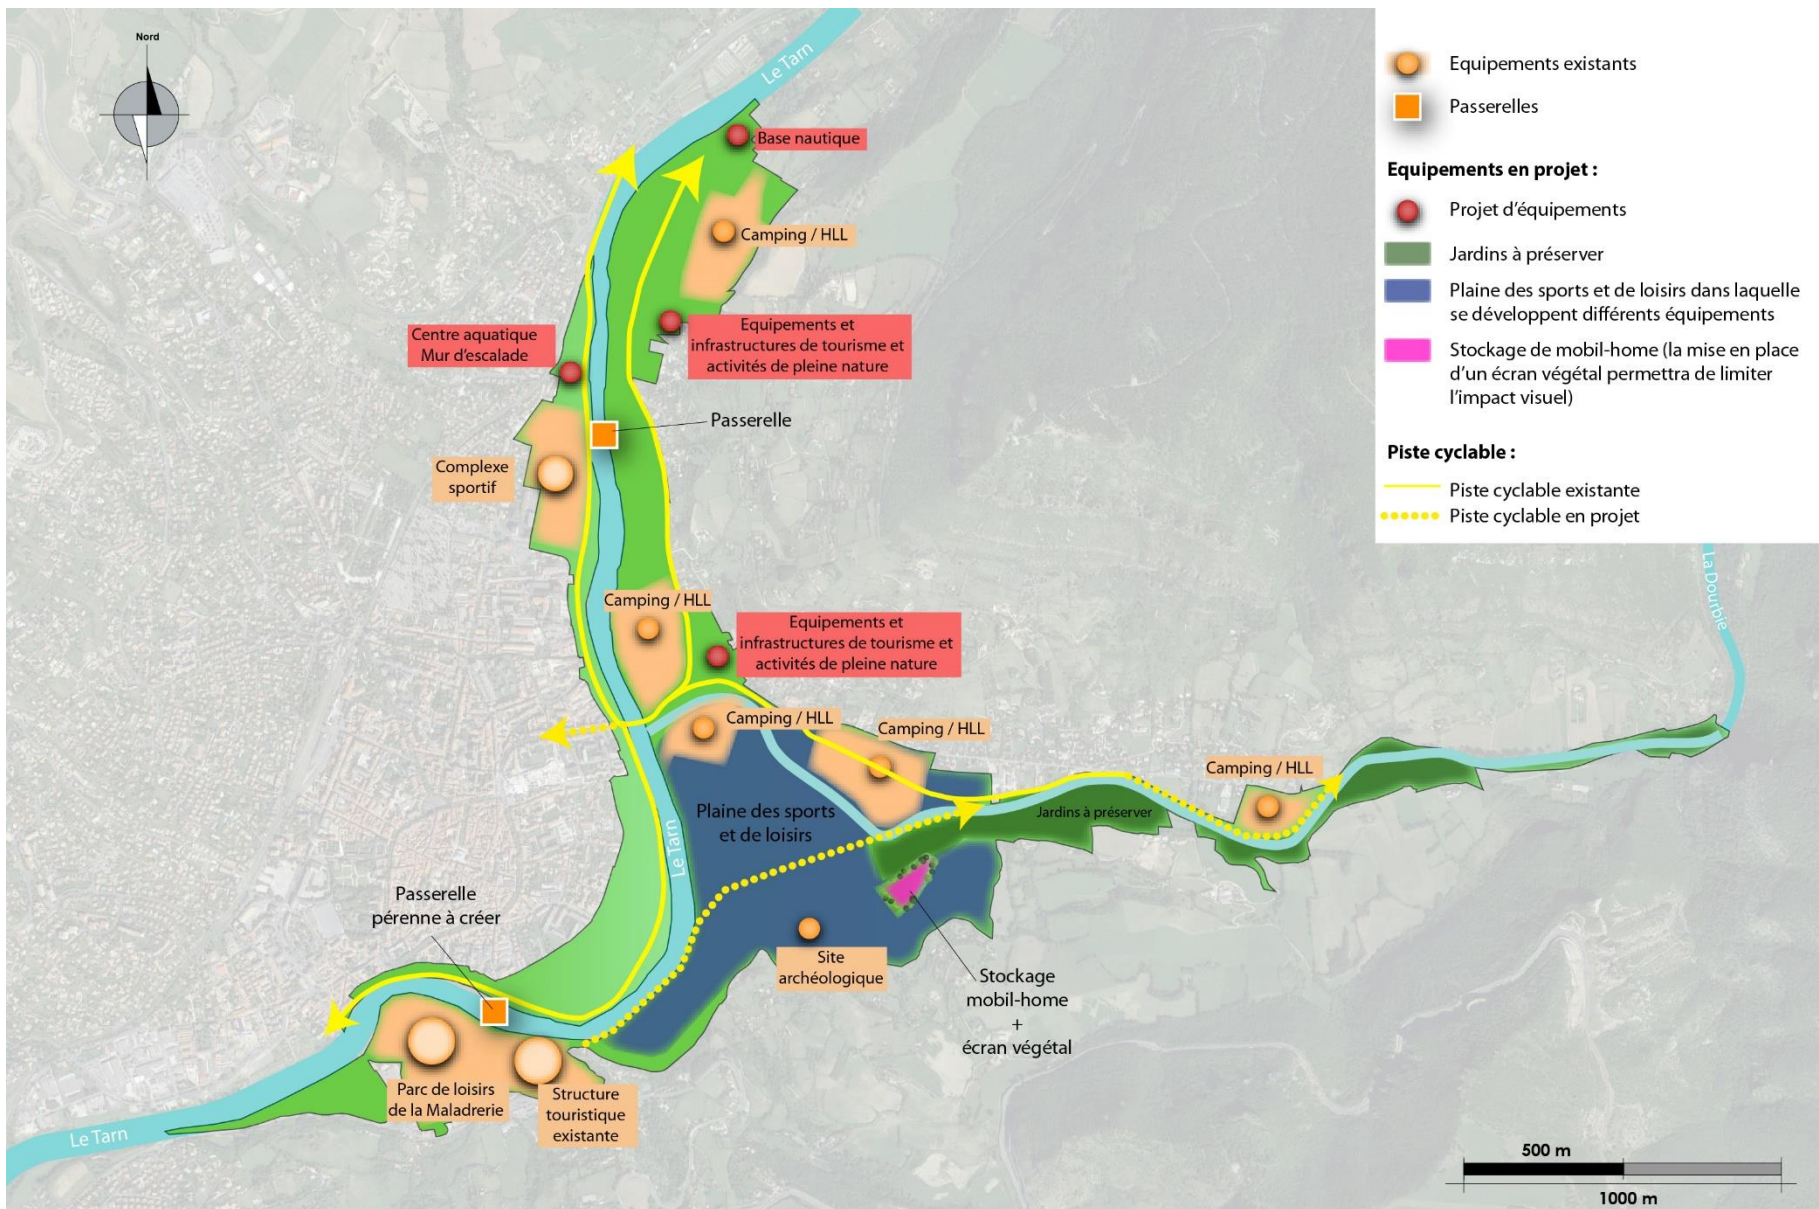 Nord
Le Tarn
Base nautique
Camping / HLL
Centre aquatique
Mur d'escalade
Equipements et
infrastructures de tourisme et
activités de pleine nature
Passerelle
Complexe
sportif
Camping / HLL
Equipements et
infrastructures de tourisme et
activités de pleine nature
Camping / HLL
Camping / HLL
Camping / HLL
La Dourbie
Plaine des sports
et de loisirs
Jardins à préserver
Le Tarn
Passerelle
pérenne à créer
Site
archéologique
Stockage
mobil-home
+
écran végétal
Parc de loisirs
de la Maladrerie
Structure
touristique
existante
Le Tarn
Equipements existants
Passerelles
Equipements en projet :
Projet d'équipements
Jardins à préserver
Plaine des sports et de loisirs dans laquelle
se développent différents équipements
Stockage de mobil-home (la mise en place
d'un écran végétal permettra de limiter
l'impact visuel)
Piste cyclable :
Piste cyclable existante
Piste cyclable en projet
500 m
1000 m